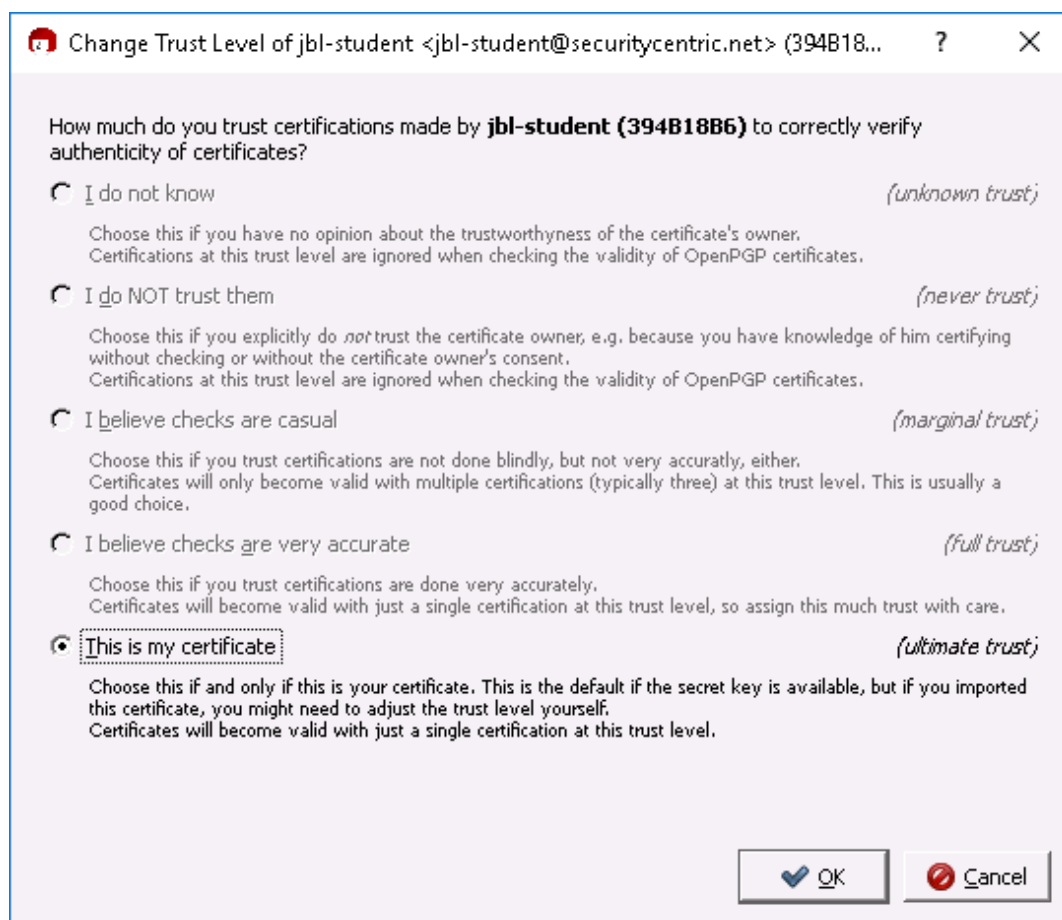 Change Trust Level of jbl-student <jbl-student@securitycentric.net> (394B18... ?
How much do you trust certifications made by jbl-student (394B18B6) to correctly verify
authenticity of certificates?
I do not know (unknown trust)
Choose this if you have no opinion about the trustworthyness of the certificate's owner.
Certifications at this trust level are ignored when checking the validity of OpenPGP certificates.
I do NOT trust them (never trust)
Choose this if you explicitly do not trust the certificate owner, e.g. because you have knowledge of him certifying
without checking or without the certificate owner's consent.
Certifications at this trust level are ignored when checking the validity of OpenPGP certificates.
I believe checks are casual (marginal trust)
Choose this if you trust certifications are not done blindly, but not very accuratly, either.
Certificates will only become valid with multiple certifications (typically three) at this trust level. This is usually a
good choice.
I believe checks are very accurate (full trust)
Choose this if you trust certifications are done very accurately.
Certificates will become valid with just a single certification at this trust level, so assign this much trust with care.
This is my certificate (ultimate trust)
Choose this if and only if this is your certificate. This is the default if the secret key is available, but if you imported
this certificate, you might need to adjust the trust level yourself.
Certificates will become valid with just a single certification at this trust level.
OK Cancel